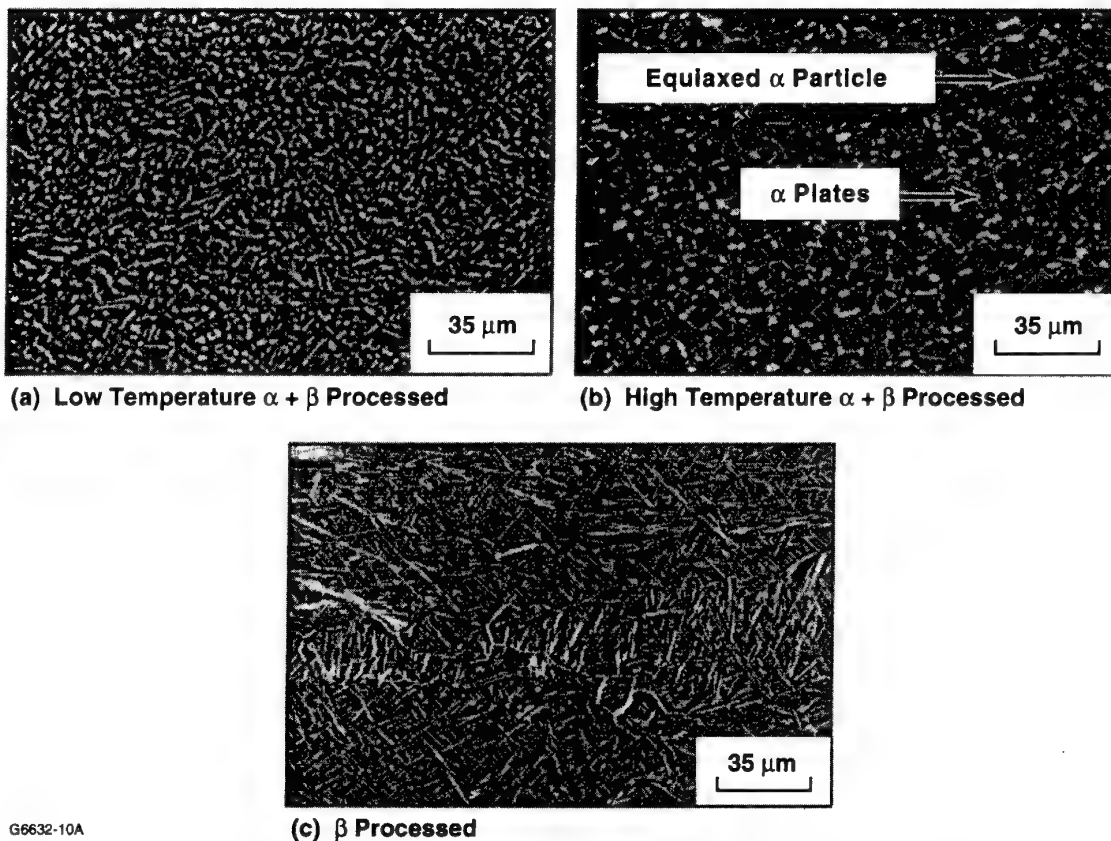 Equiaxed α Particle
α Plates
35 μm
35 μm
(a) Low Temperature α + β Processed
(b) High Temperature α + β Processed
35 μm
G6632-10A
(c) β Processed